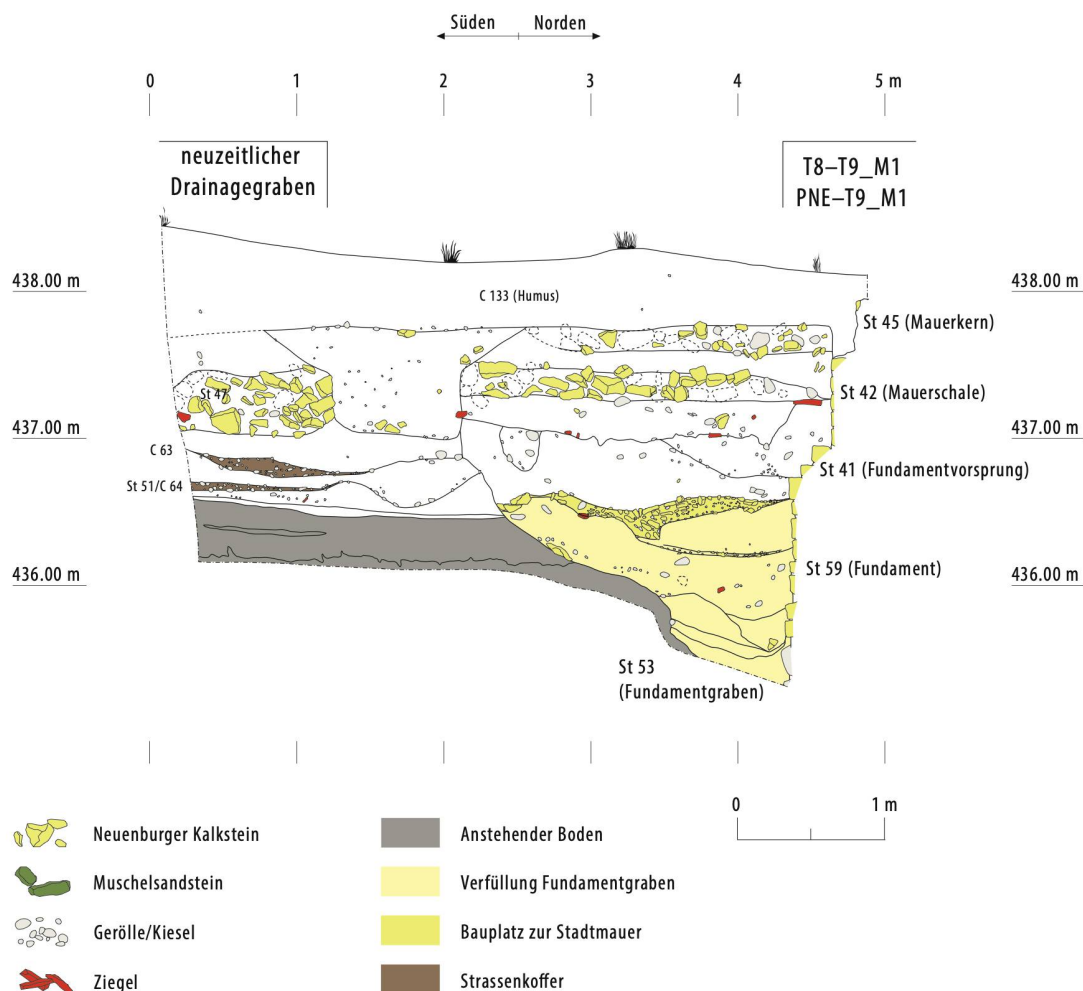 Süden Norden
0 1 2 3 4 5 m
neuzeitlicher
Drainagegraben
T8–T9_M1
PNE–T9_M1
438.00 m 438.00 m
C 133 (Humus)
St 45 (Mauerkern)
St 47
St 42 (Mauerschale)
437.00 m 437.00 m
C 63
St 41 (Fundamentvorsprung)
St 51/C 64
436.00 m 436.00 m
St 59 (Fundament)
St 53
(Fundamentgraben)
0 1 m
Neuenburger Kalkstein
Muschelsandstein
Gerölle/Kiesel
Ziegel
Anstehender Boden
Verfüllung Fundamentgraben
Bauplatz zur Stadtmauer
Strassenkoffer